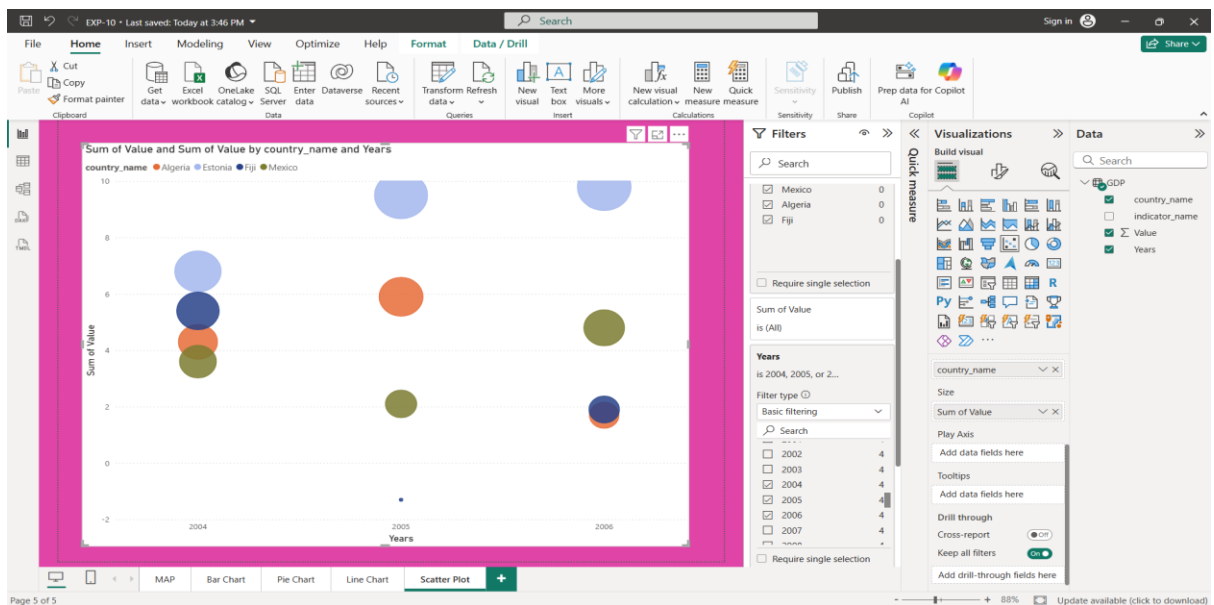 EXP-10 • Last saved: Today at 3:46 PM
Search
Sign in
File Home Insert Modeling View Optimize Help Format Data / Drill
Share
Paste
Cut
Copy
Format painter
Get data
Excel workbook
OneLake catalog
SQL Server
Enter data
Dataverse
Recent sources
Transform data
Refresh
New visual
Text box
More visuals
New visual calculation
New measure
Quick measure
Sensitivity
Publish
Prep data for AI
Copilot
Clipboard Data Queries Insert Calculations Sensitivity Share Copilot
Sum of Value and Sum of Value by country_name and Years
country_name Algeria Estonia Fiji Mexico
10
8
6
4
2
0
-2
Sum of Value
2004 2005 2006
Years
Filters
Search
Mexico 0
Algeria 0
Fiji 0
Require single selection
Sum of Value
is (All)
Years
is 2004, 2005, or 2...
Filter type
Basic filtering
Search
2002 4
2003 4
2004 4
2005 4
2006 4
2007 4
Require single selection
Quick measure
Visualizations
Build visual
R
Py
123
country_name
Size
Sum of Value
Play Axis
Add data fields here
Tooltips
Add data fields here
Drill through
Cross-report Off
Keep all filters On
Add drill-through fields here
Data
Search
GDP
country_name
indicator_name
Σ Value
Years
MAP Bar Chart Pie Chart Line Chart Scatter Plot +
Page 5 of 5
- + 88% Update available (click to download)